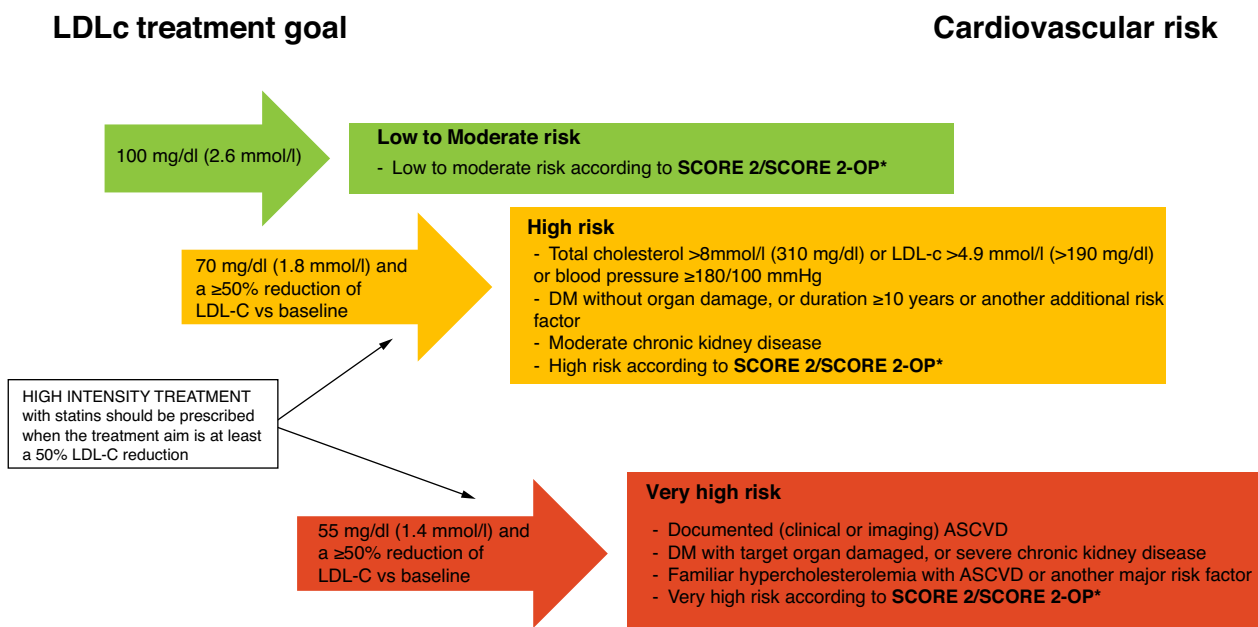 LDLc treatment goal
Cardiovascular risk
100 mg/dl (2.6 mmol/l)
Low to Moderate risk
- Low to moderate risk according to SCORE 2/SCORE 2-OP*
70 mg/dl (1.8 mmol/l) and
a ≥50% reduction of
LDL-C vs baseline
High risk
- Total cholesterol >8mmol/l (310 mg/dl) or LDL-c >4.9 mmol/l (>190 mg/dl)
or blood pressure ≥180/100 mmHg
- DM without organ damage, or duration ≥10 years or another additional risk
factor
- Moderate chronic kidney disease
- High risk according to SCORE 2/SCORE 2-OP*
HIGH INTENSITY TREATMENT
with statins should be prescribed
when the treatment aim is at least
a 50% LDL-C reduction
55 mg/dl (1.4 mmol/l) and
a ≥50% reduction of
LDL-C vs baseline
Very high risk
- Documented (clinical or imaging) ASCVD
- DM with target organ damaged, or severe chronic kidney disease
- Familiar hypercholesterolemia with ASCVD or another major risk factor
- Very high risk according to SCORE 2/SCORE 2-OP*